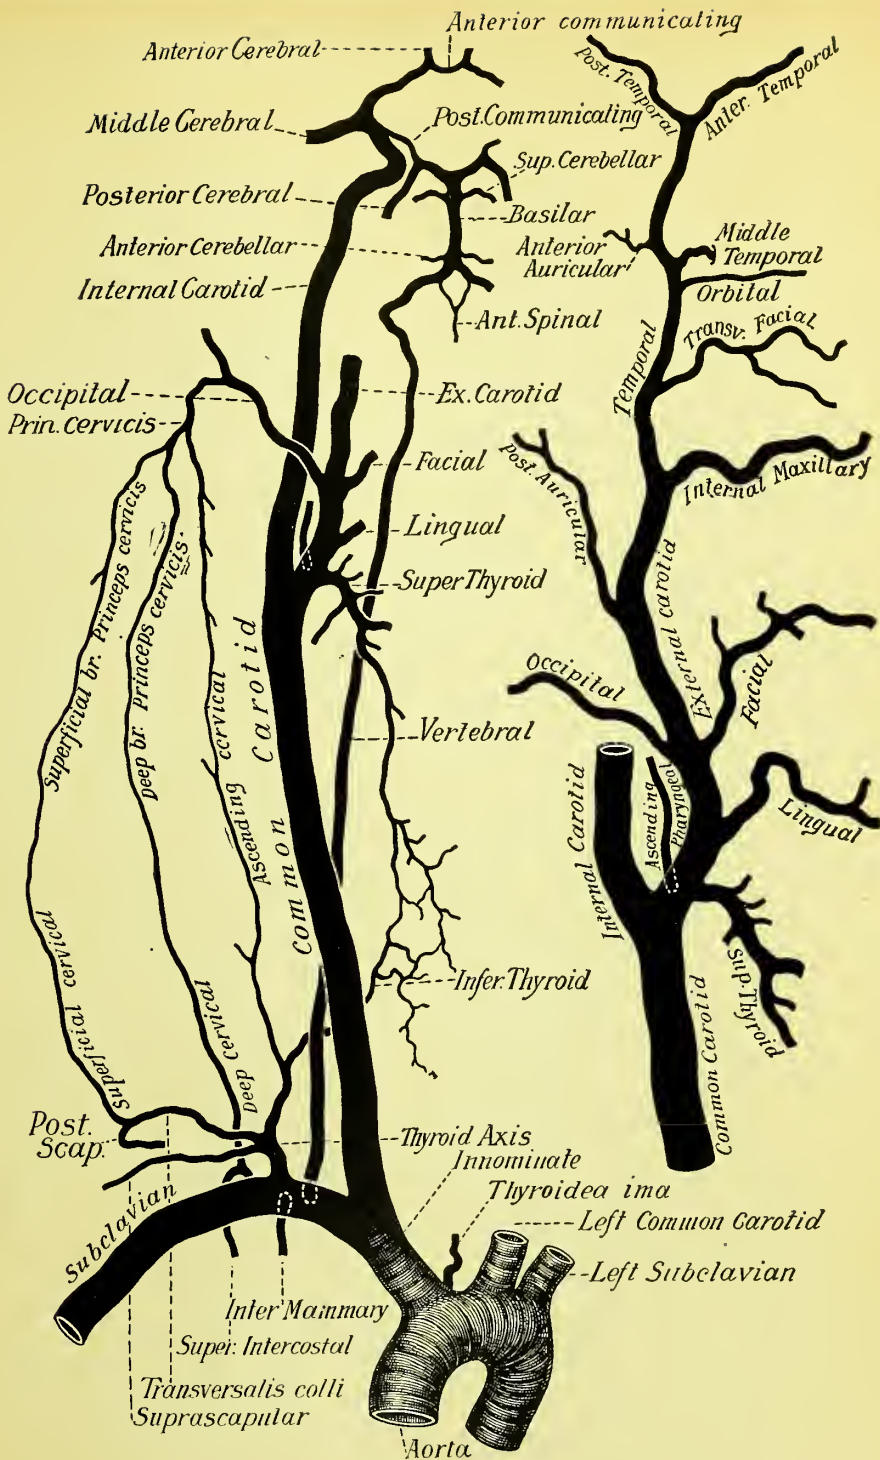 Anterior communicating
Anterior Cerebral
Middle Cerebral
Post. Communicating
Sup. Cerebellar
Posterior Cerebral
Basilar
Anterior Cerebellar
Internal Carotid
Ant. Spinal
Occipital
Prin. Cervicis
Ex. Carotid
Facial
Lingual
Super Thyroid
Superficial br. Princeps cervicis
Deep br. Princeps cervicis
Ascending cervical
Common Carotid
Vertebral
Superficial cervical
Deep cervical
Infer. Thyroid
Post.
Scap.
Thyroid Axis
Innominate
Thyroidea ima
Left Common Carotid
Left Subclavian
Subclavian
Inter Mammary
Super. Intercostal
Transversalis colli
Suprascapular
Aorta
Post. Temporal
Anter. Temporal
Anterior
Auricular
Middle
Temporal
Orbital
Transv. Facial
Temporal
Post. Auricular
Internal Maxillary
External carotid
Occipital
Facial
Internal Carotid
Ascending
Pharyngeal
Lingual
Sup. Thyroid
Common Carotid